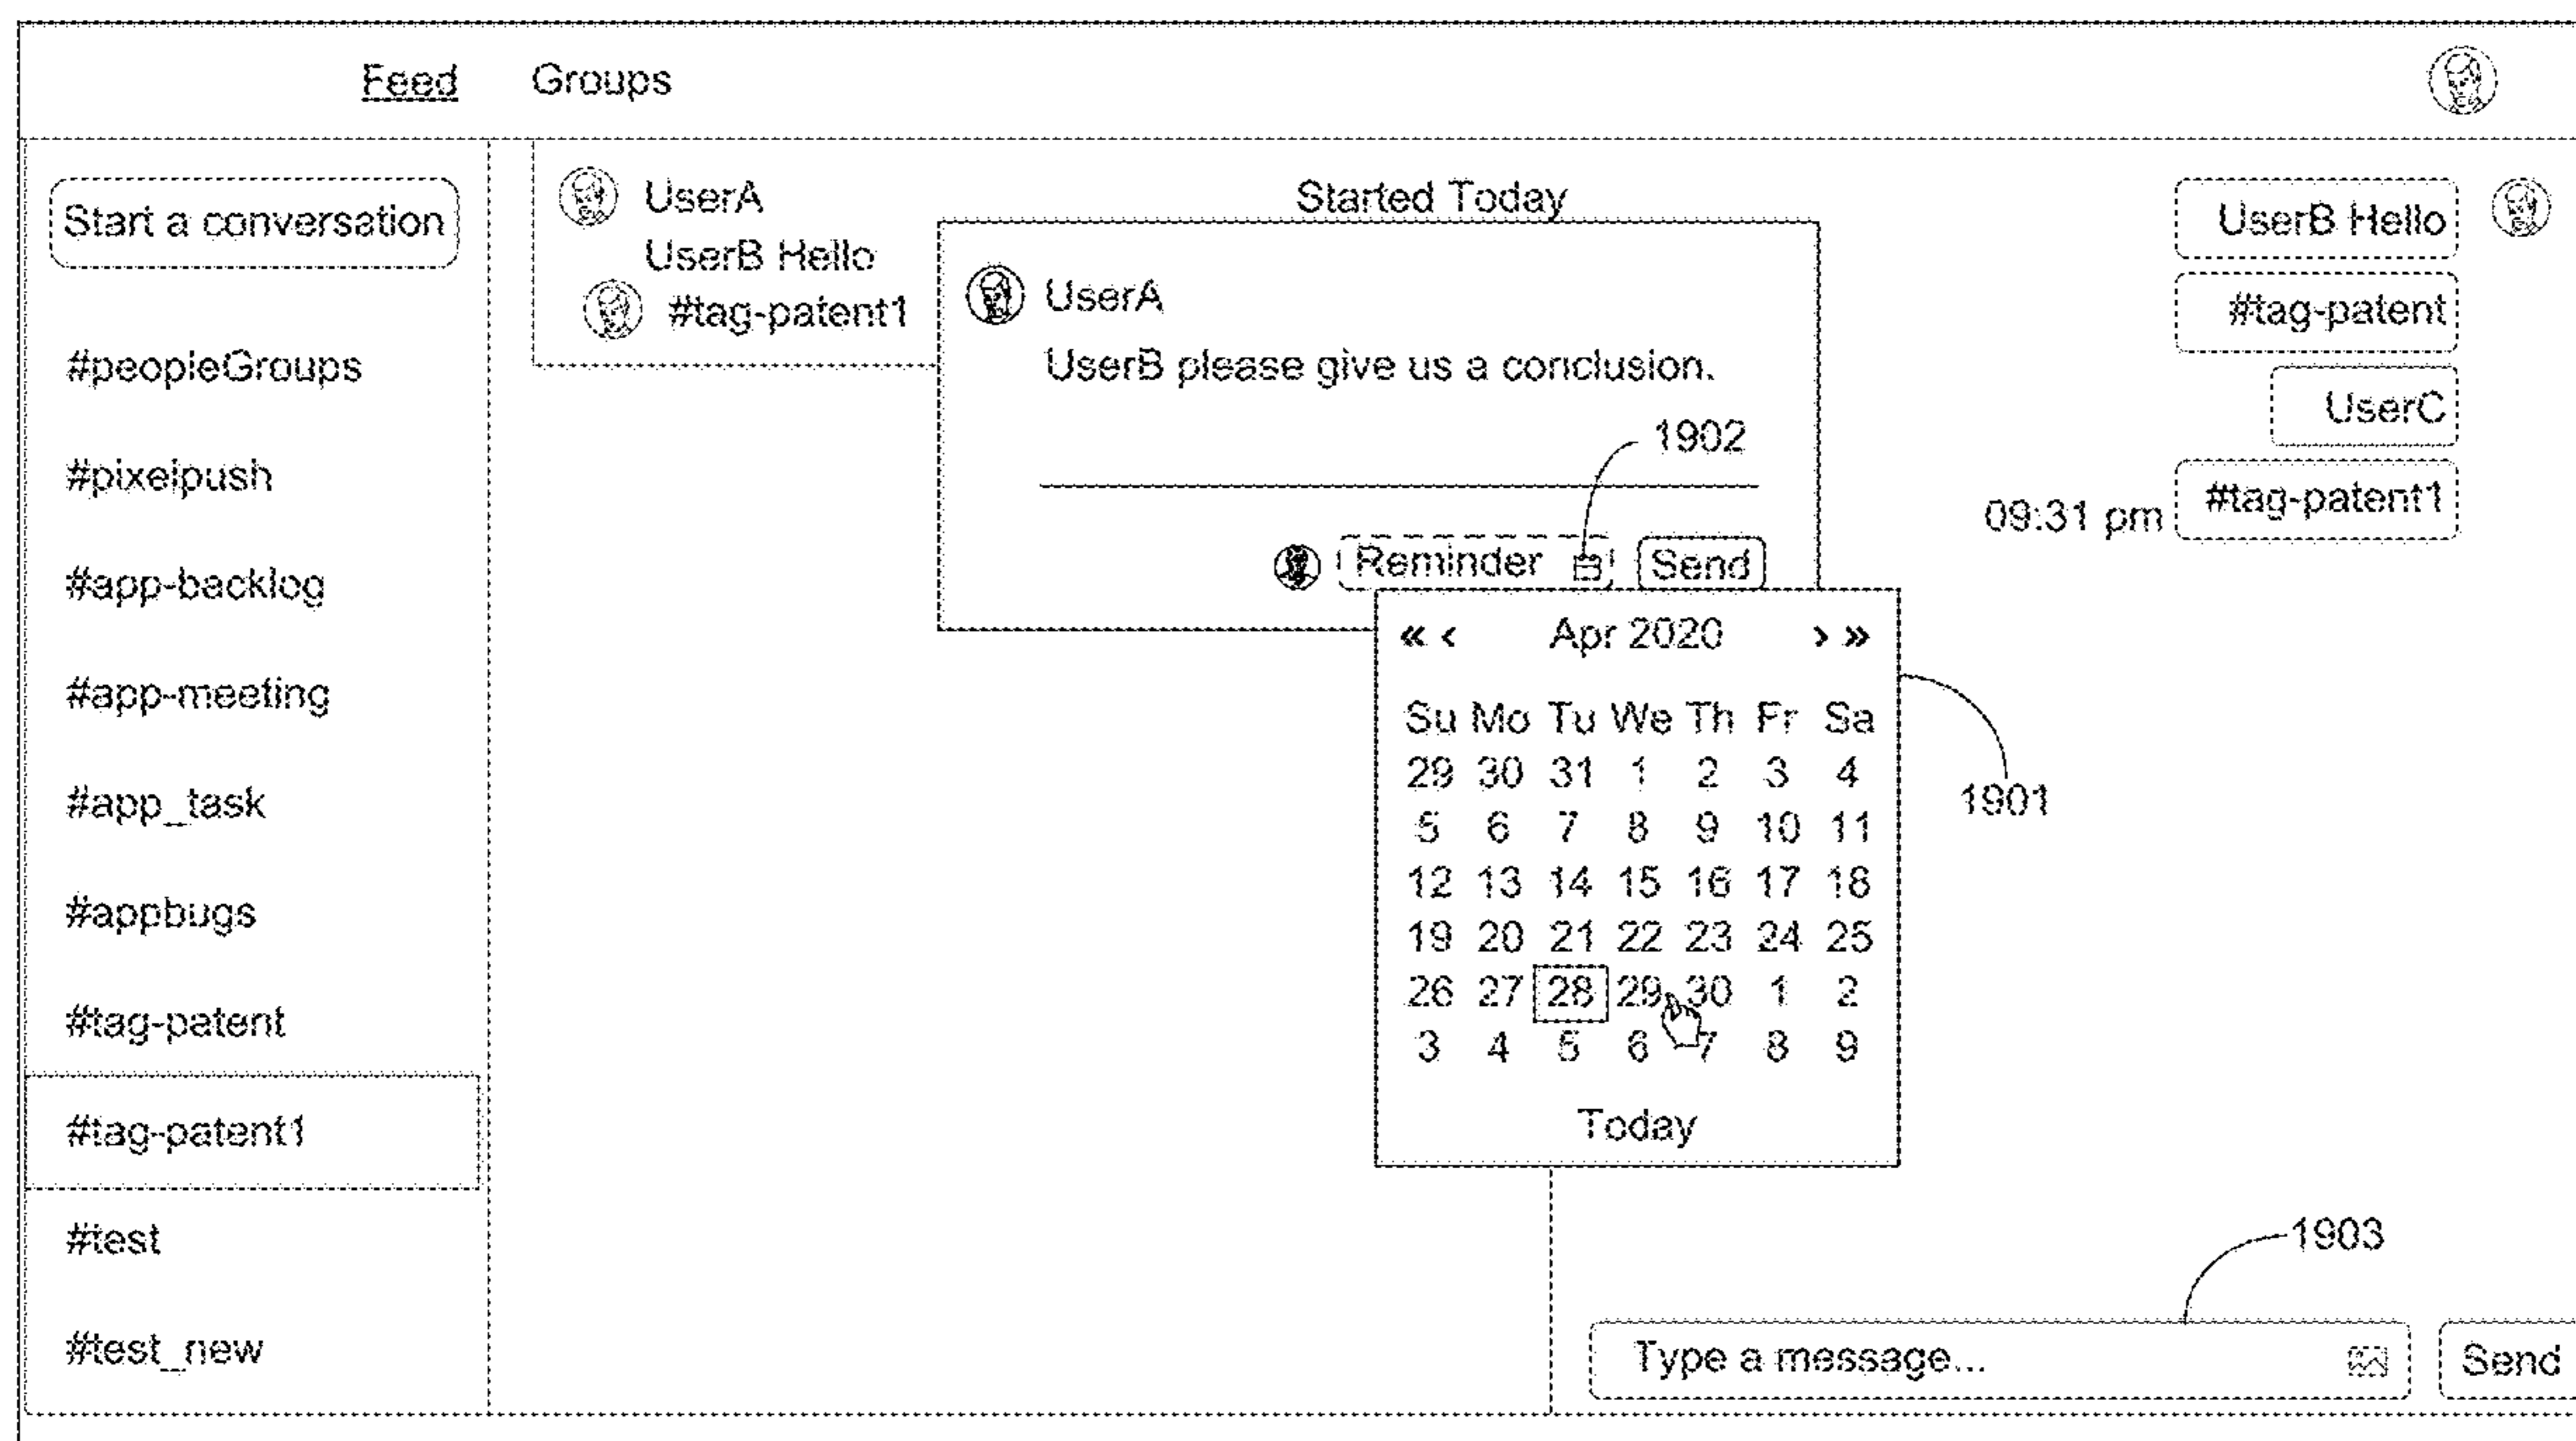 Feed Groups
Start a conversation
#peopleGroups
#pixelpush
#app-backlog
#app-meeting
#app_task
#appbugs
#tag-patent
#tag-patent1
#test
#test_new
UserA
UserB Hello
#tag-patent1
Started Today
UserA
UserB please give us a conclusion.
1902
Reminder Send
« ‹ Apr 2020 › »
Su Mo Tu We Th Fr Sa
29 30 31 1 2 3 4
5 6 7 8 9 10 11
12 13 14 15 16 17 18
19 20 21 22 23 24 25
26 27 28 29 30 1 2
3 4 5 6 7 8 9
Today
1901
UserB Hello
#tag-patent
UserC
09:31 pm #tag-patent1
1903
Type a message... Send